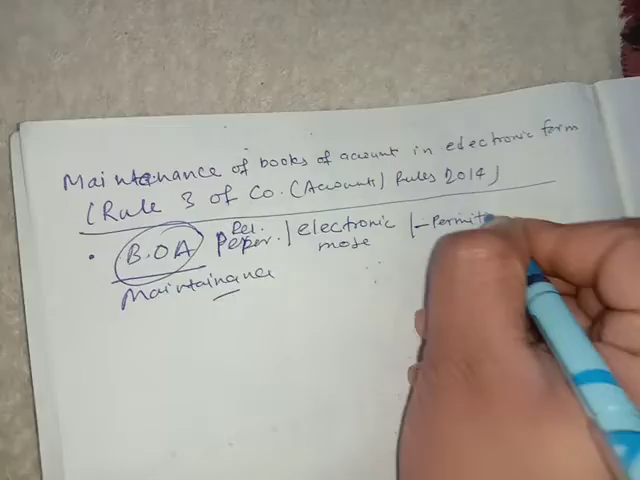 Maintenance of books of account in electronic form
(Rule 3 of Co. (Accounts) Rules 2014)
• B.O.A Paper. / electronic mode /- Permit
Maintainance